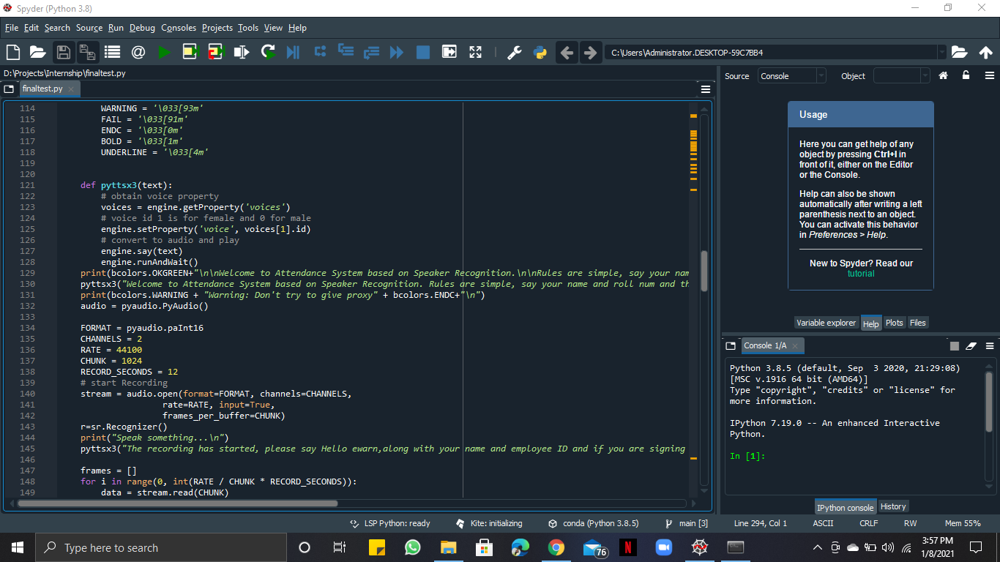 Spyder (Python 3.8)
File Edit Search Source Run Debug Consoles Projects Tools View Help
C:\Users\Administrator.DESKTOP-59C7BB4
D:\Projects\Internship\finaltest.py
finaltest.py
114 WARNING = '\033[93m'
115 FAIL = '\033[91m'
116 ENDC = '\033[0m'
117 BOLD = '\033[1m'
118 UNDERLINE = '\033[4m'
119
120
121 def pyttsx3(text):
122 # obtain voice property
123 voices = engine.getProperty('voices')
124 # voice id 1 is for female and 0 for male
125 engine.setProperty('voice', voices[1].id)
126 # convert to audio and play
127 engine.say(text)
128 engine.runAndWait()
129 print(bcolors.OKGREEN+"\n\nWelcome to Attendance System based on Speaker Recognition.\n\nRules are simple, say your nam
130 pyttsx3("Welcome to Attendance System based on Speaker Recognition. Rules are simple, say your name and roll num and th
131 print(bcolors.WARNING + "Warning: Don't try to give proxy" + bcolors.ENDC+"\n")
132 audio = pyaudio.PyAudio()
133
134 FORMAT = pyaudio.paInt16
135 CHANNELS = 2
136 RATE = 44100
137 CHUNK = 1024
138 RECORD_SECONDS = 12
139 # start Recording
140 stream = audio.open(format=FORMAT, channels=CHANNELS,
141 rate=RATE, input=True,
142 frames_per_buffer=CHUNK)
143 r=sr.Recognizer()
144 print("Speak something...\n")
145 pyttsx3("The recording has started, please say Hello ewarn,along with your name and employee ID and if you are signing
146
147 frames = []
148 for i in range(0, int(RATE / CHUNK * RECORD_SECONDS)):
149 data = stream.read(CHUNK)
Source Console Object
Usage
Here you can get help of any
object by pressing Ctrl+I in
front of it, either on the Editor
or the Console.
Help can also be shown
automatically after writing a left
parenthesis next to an object.
You can activate this behavior
in Preferences > Help.
New to Spyder? Read our
tutorial
Variable explorer Help Plots Files
Console 1/A
Python 3.8.5 (default, Sep 3 2020, 21:29:08)
[MSC v.1916 64 bit (AMD64)]
Type "copyright", "credits" or "license" for
more information.
IPython 7.19.0 -- An enhanced Interactive
Python.
In [1]:
IPython console History
LSP Python: ready Kite: initializing conda (Python 3.8.5) main [3] Line 294, Col 1 ASCII CRLF RW Mem 55%
Type here to search
76
N
3:57 PM
1/8/2021